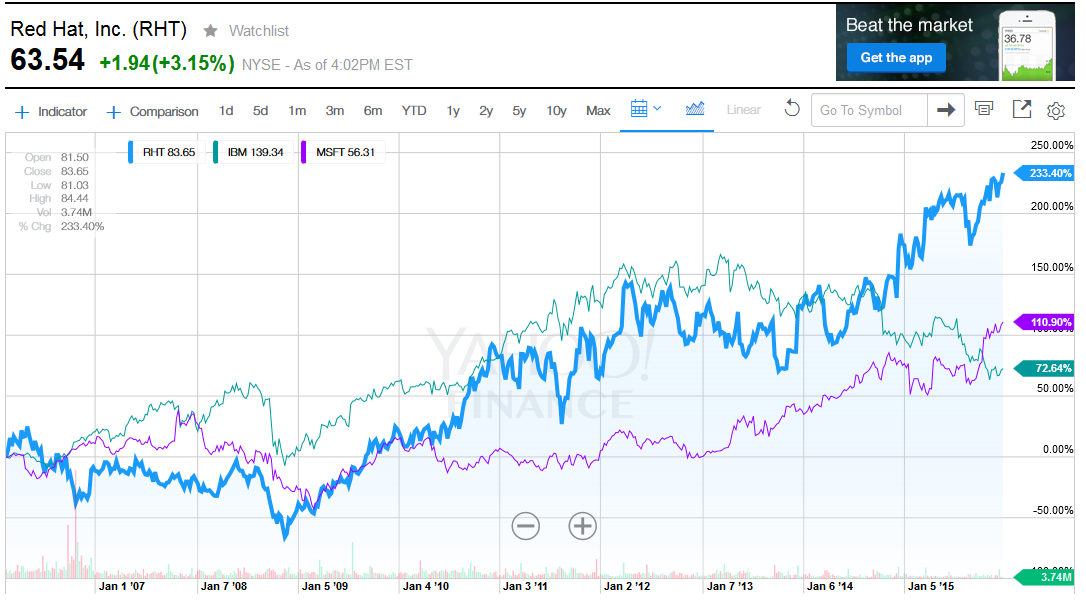 Red Hat, Inc. (RHT) Watchlist
63.54 +1.94(+3.15%) NYSE - As of 4:02PM EST
Beat the market
Get the app
36.78
Indicator Comparison 1d 5d 1m 3m 6m YTD 1y 2y 5y 10y Max Linear Go To Symbol
RHT 83.65 IBM 139.34 MSFT 56.31
Open 81.50
Close 83.65
Low 81.03
High 84.44
Vol 3.74M
% Chg 233.40%
250.00%
233.40%
200.00%
150.00%
110.90%
72.64%
50.00%
0.00%
-50.00%
3.74M
YAHOO!
FINANCE
Jan 1 '07 Jan 7 '08 Jan 5 '09 Jan 4 '10 Jan 3 '11 Jan 2 '12 Jan 7 '13 Jan 6 '14 Jan 5 '15